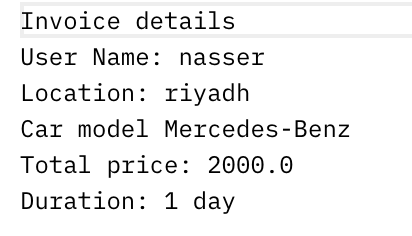 Invoice details
User Name: nasser
Location: riyadh
Car model Mercedes-Benz
Total price: 2000.0
Duration: 1 day